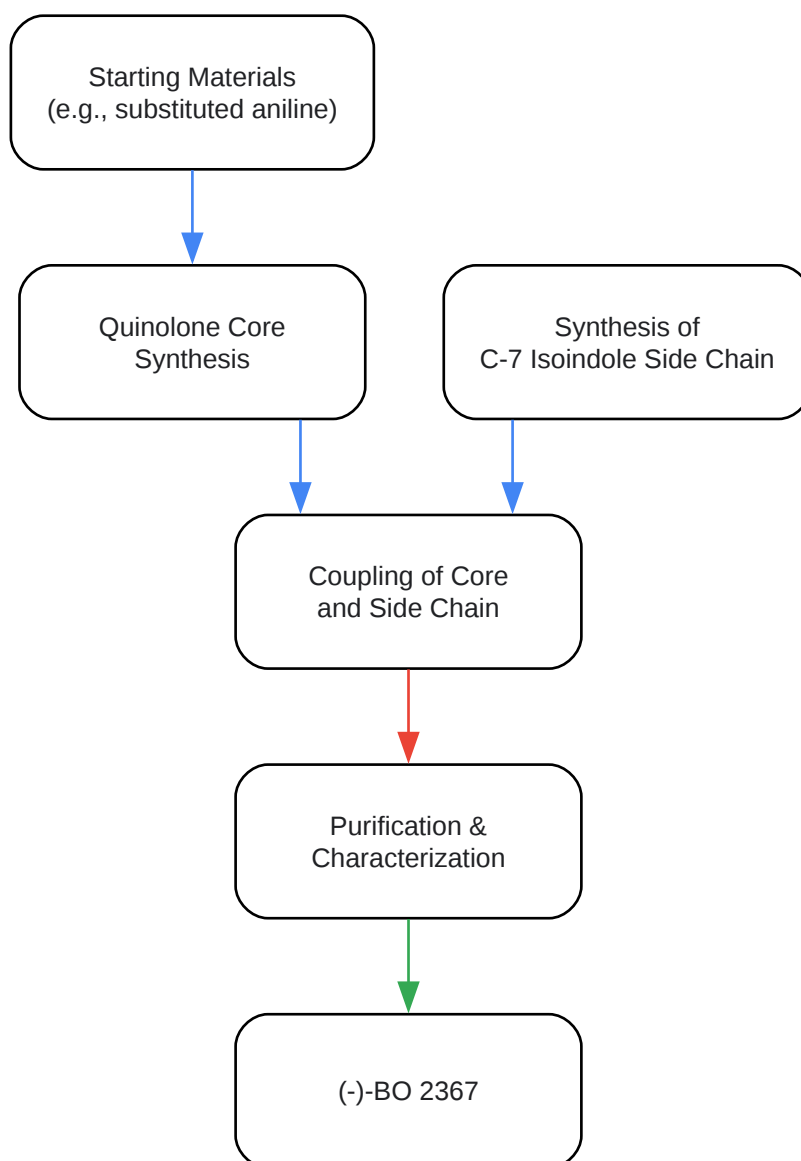 Starting Materials
(e.g., substituted aniline)
Quinolone Core
Synthesis
Synthesis of
C-7 Isoindole Side Chain
Coupling of Core
and Side Chain
Purification &
Characterization
(-)-BO 2367